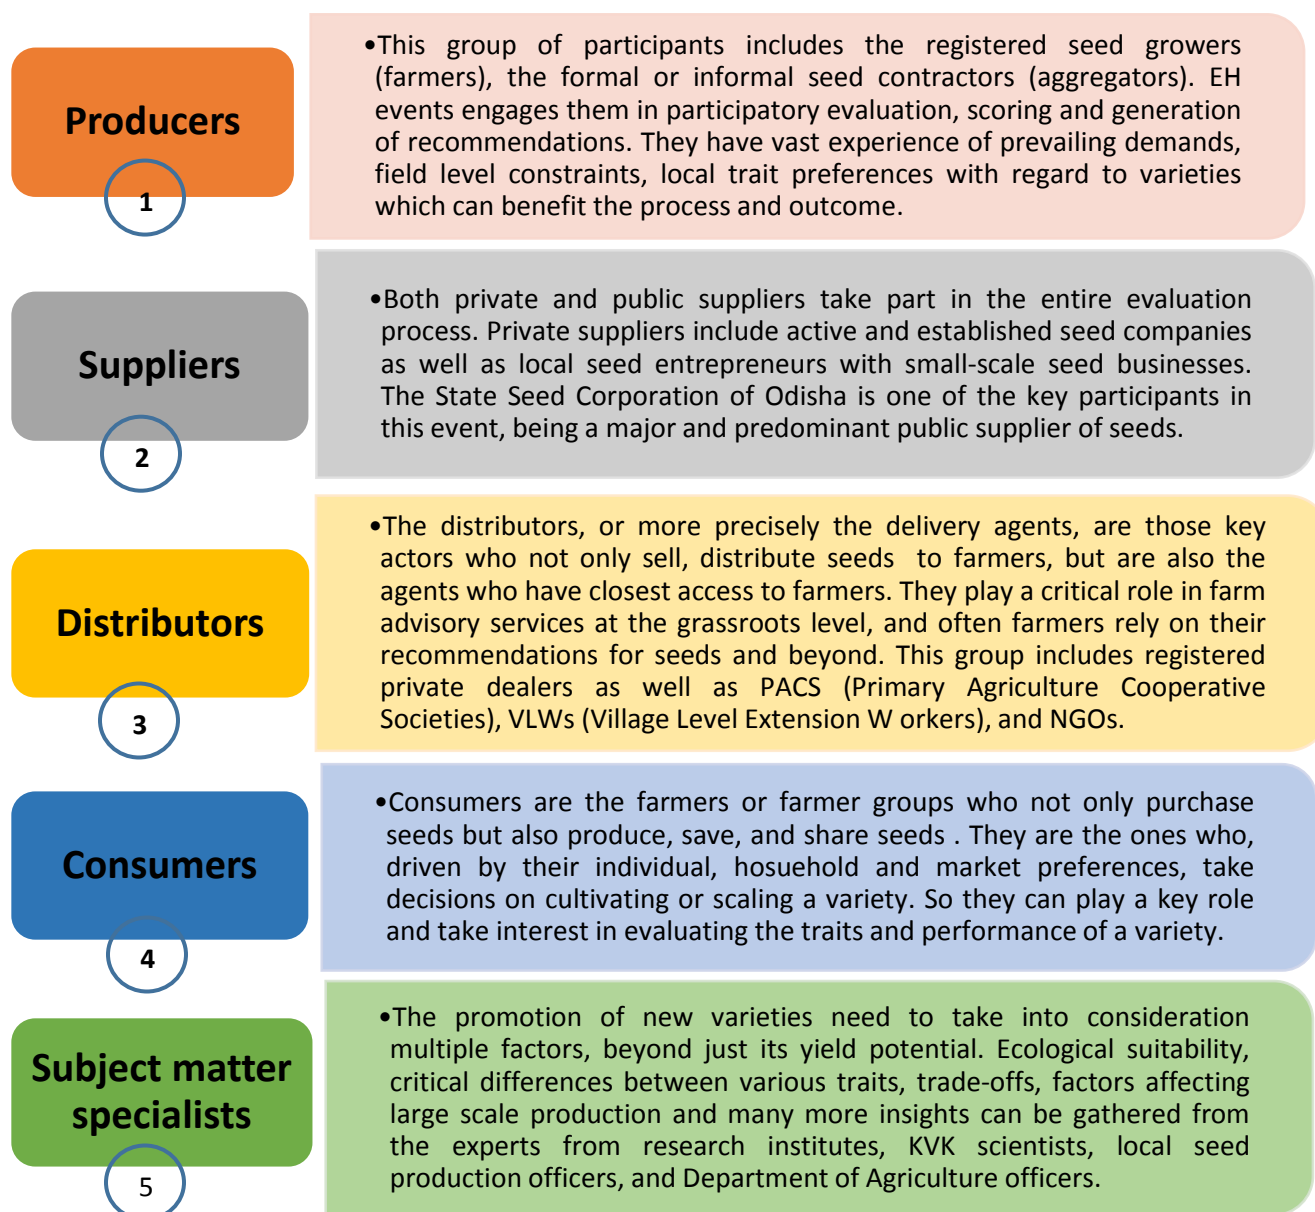 Producers
1
•This group of participants includes the registered seed growers
(farmers), the formal or informal seed contractors (aggregators). EH
events engages them in participatory evaluation, scoring and generation
of recommendations. They have vast experience of prevailing demands,
field level constraints, local trait preferences with regard to varieties
which can benefit the process and outcome.
Suppliers
2
•Both private and public suppliers take part in the entire evaluation
process. Private suppliers include active and established seed companies
as well as local seed entrepreneurs with small-scale seed businesses.
The State Seed Corporation of Odisha is one of the key participants in
this event, being a major and predominant public supplier of seeds.
Distributors
3
•The distributors, or more precisely the delivery agents, are those key
actors who not only sell, distribute seeds to farmers, but are also the
agents who have closest access to farmers. They play a critical role in farm
advisory services at the grassroots level, and often farmers rely on their
recommendations for seeds and beyond. This group includes registered
private dealers as well as PACS (Primary Agriculture Cooperative
Societies), VLWs (Village Level Extension W orkers), and NGOs.
Consumers
4
•Consumers are the farmers or farmer groups who not only purchase
seeds but also produce, save, and share seeds . They are the ones who,
driven by their individual, hosuehold and market preferences, take
decisions on cultivating or scaling a variety. So they can play a key role
and take interest in evaluating the traits and performance of a variety.
Subject matter
specialists
5
•The promotion of new varieties need to take into consideration
multiple factors, beyond just its yield potential. Ecological suitability,
critical differences between various traits, trade-offs, factors affecting
large scale production and many more insights can be gathered from
the experts from research institutes, KVK scientists, local seed
production officers, and Department of Agriculture officers.